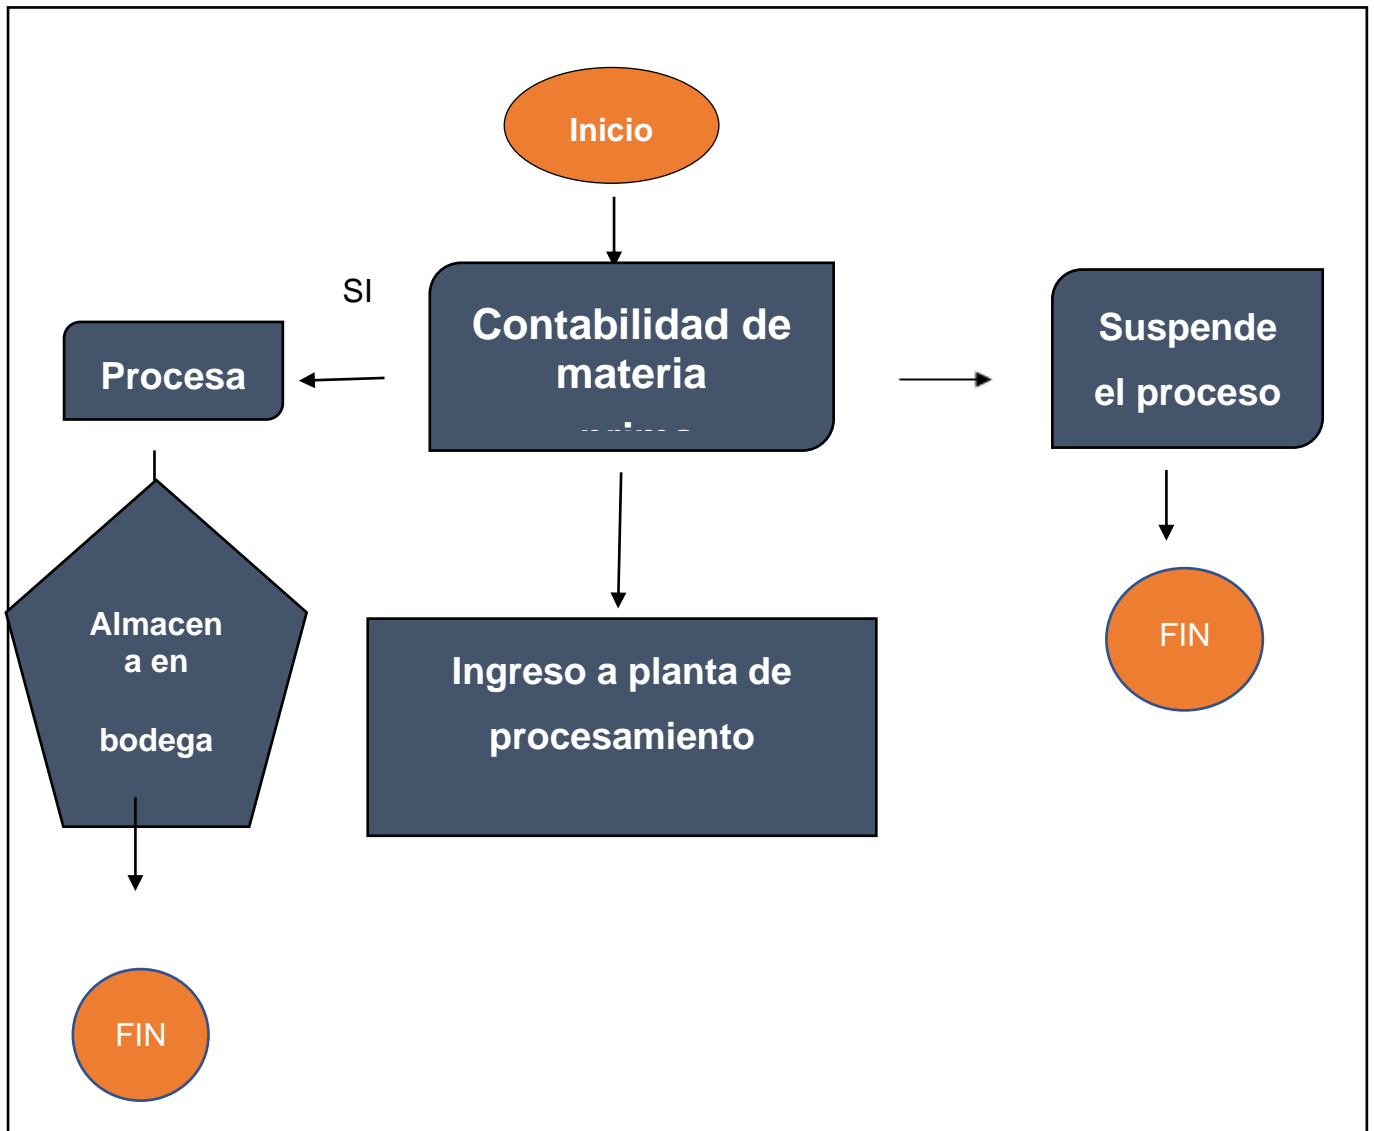 Inicio
SI
Contabilidad de
materia
Procesa
Suspende
el proceso
Almacen
a en
bodega
Ingreso a planta de
procesamiento
FIN
FIN